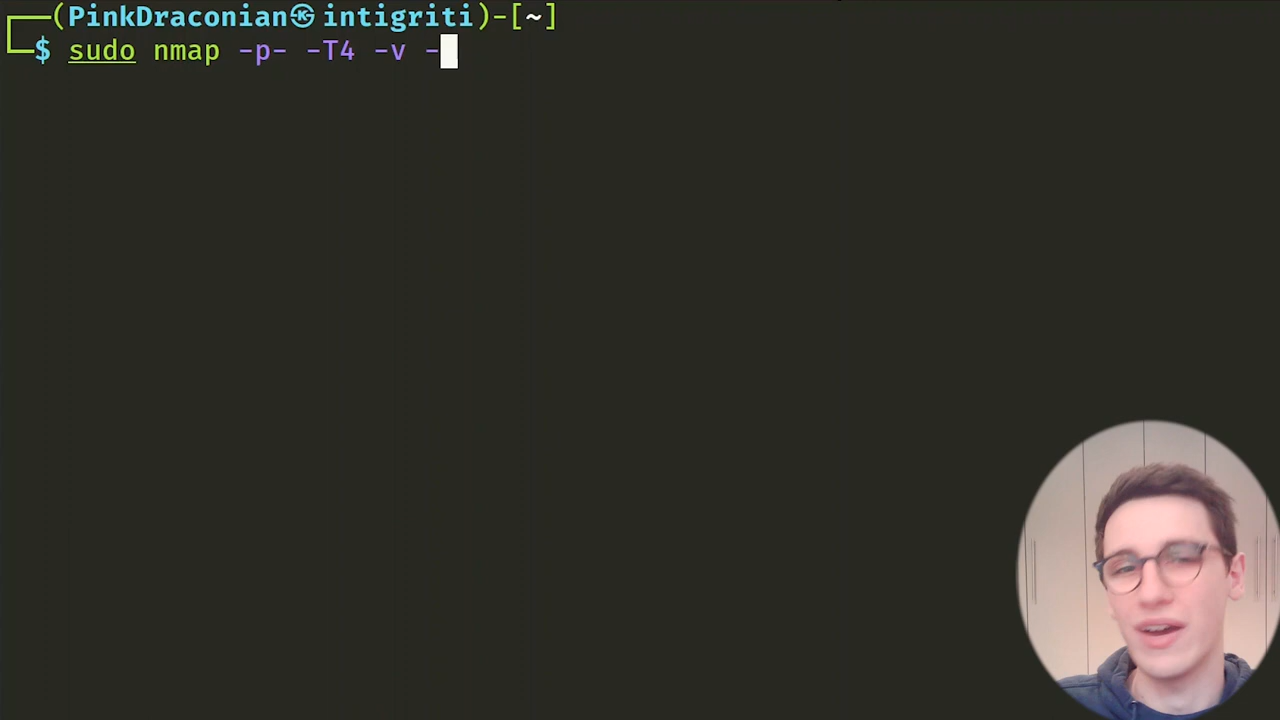 ┌──(PinkDraconian㉿intigriti)-[~]
└─$ sudo nmap -p- -T4 -v -